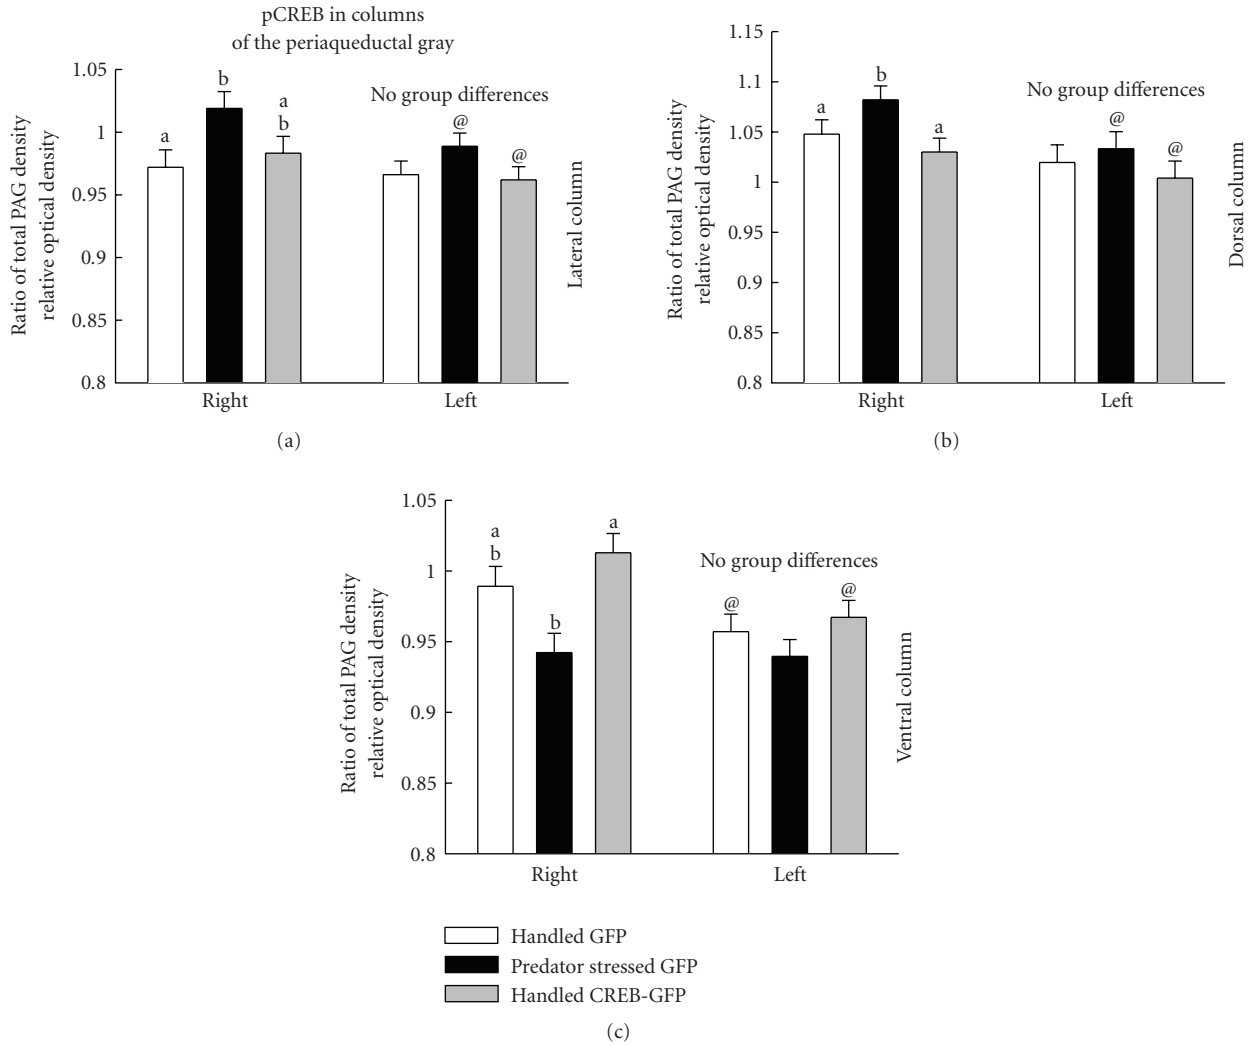 pCREB in columns
of the periaqueductal gray
Ratio of total PAG density
relative optical density
1.05
1
0.95
0.9
0.85
0.8
a
b
a
b
No group differences
@
@
Right
Left
Lateral column
(a)
Ratio of total PAG density
relative optical density
1.15
1.1
1.05
1
0.95
0.9
0.85
0.8
a
b
a
No group differences
@
@
Right
Left
Dorsal column
(b)
Ratio of total PAG density
relative optical density
1.05
1
0.95
0.9
0.85
0.8
a
b
b
a
No group differences
@
@
Right
Left
Ventral column
Handled GFP
Predator stressed GFP
Handled CREB-GFP
(c)